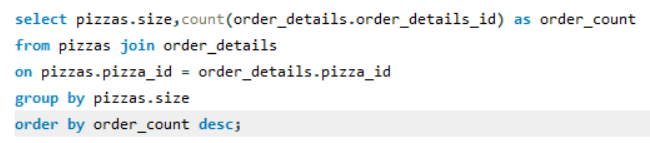 select pizzas.size,count(order_details.order_details_id) as order_count
from pizzas join order_details
on pizzas.pizza_id = order_details.pizza_id
group by pizzas.size
order by order_count desc;